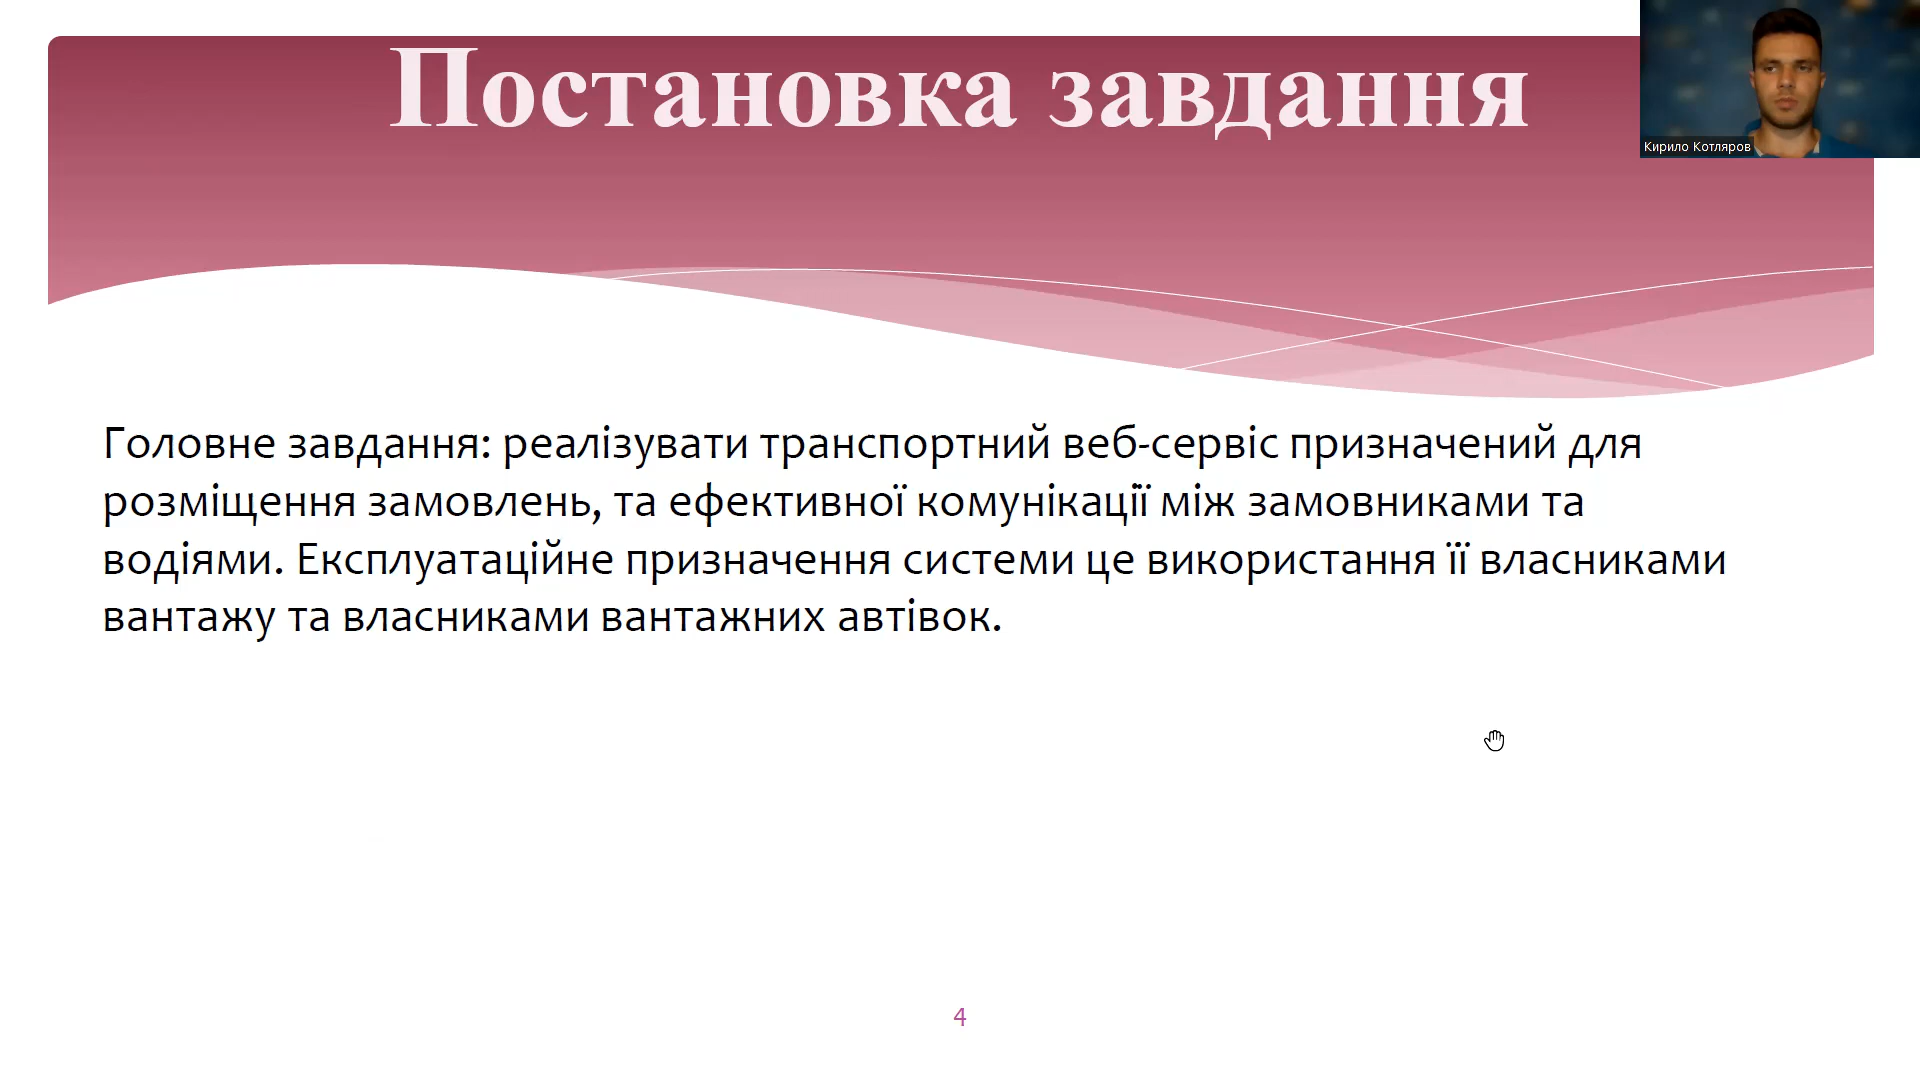 Постановка завдання
Кирило Котляров
Головне завдання: реалізувати транспортний веб-сервіс призначений для
розміщення замовлень, та ефективної комунікації між замовниками та
водіями. Експлуатаційне призначення системи це використання її власниками
вантажу та власниками вантажних автівок.
4